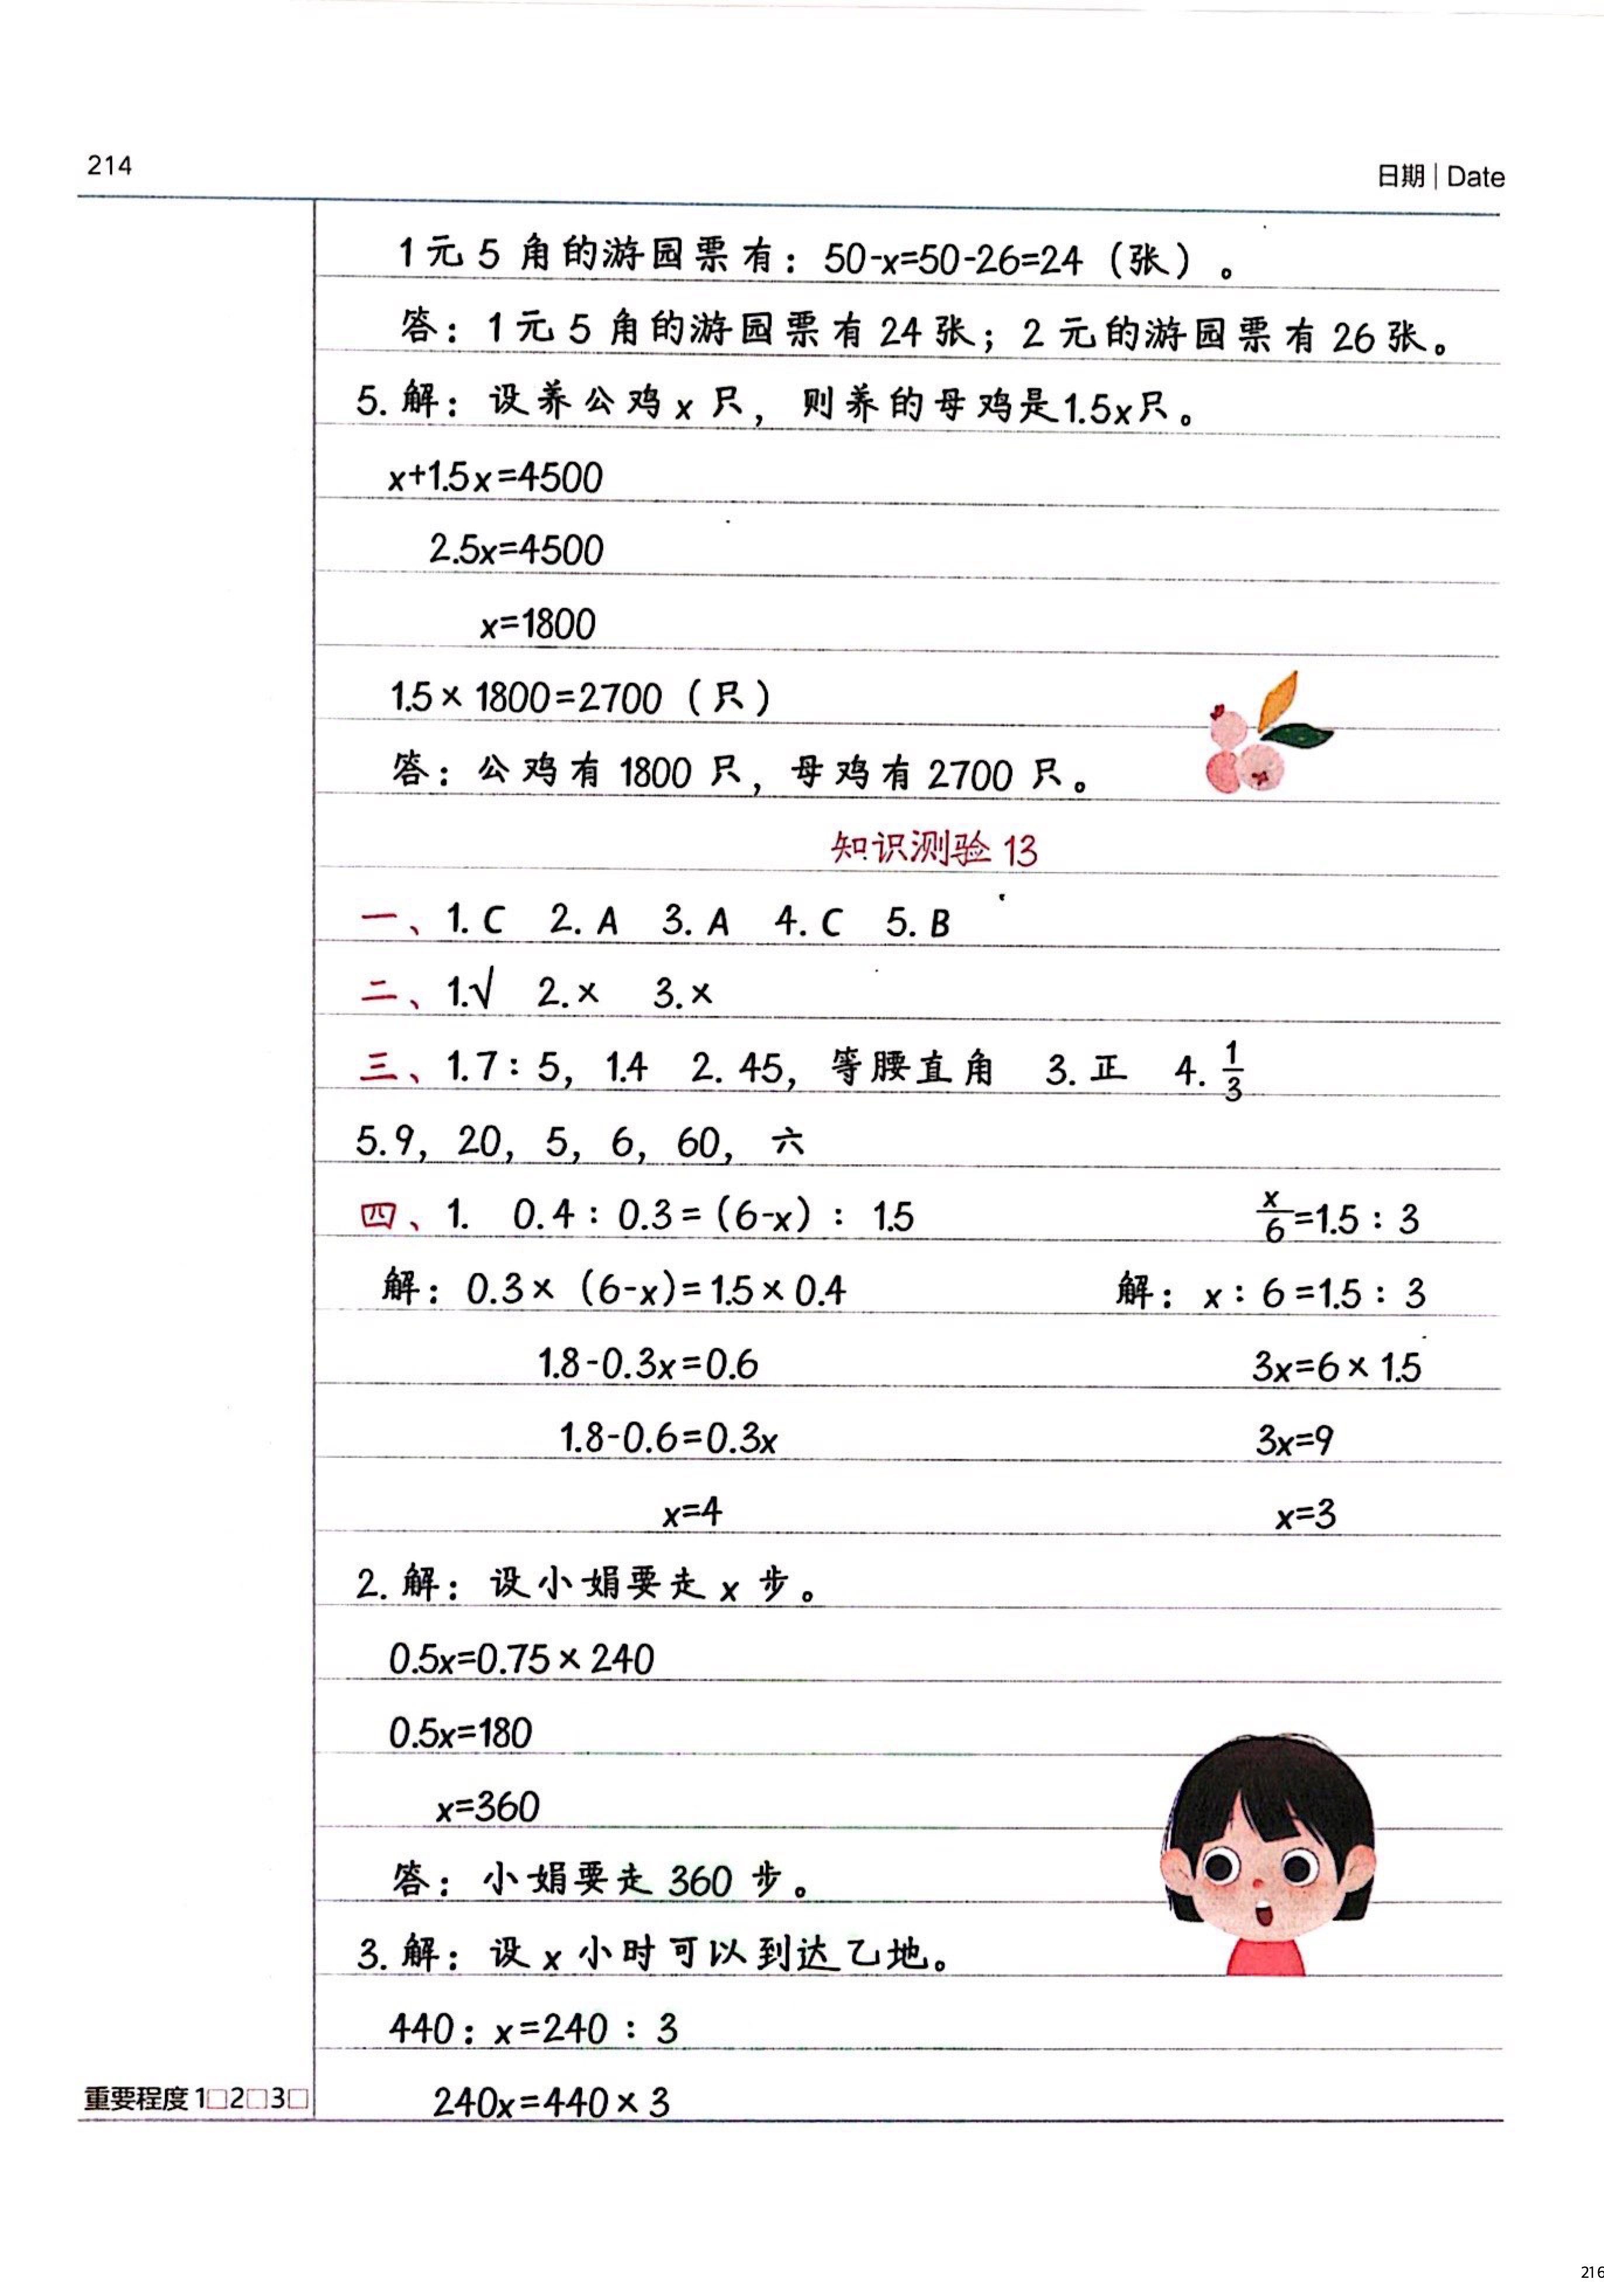 214
日期 | Date
1元5角的游园票有：50-x=50-26=24（张）。
答：1元5角的游园票有24张；2元的游园票有26张。
5. 解：设养公鸡x只，则养的母鸡是1.5x只。
x+1.5x=4500
2.5x=4500
x=1800
1.5×1800=2700（只）
答：公鸡有1800只，母鸡有2700只。
知识测验13
一、1. C 2. A 3. A 4. C 5. B
二、1.√ 2.× 3.×
三、1. 7：5，1.4 2. 45，等腰直角 3. 正 4. 1/3
5. 9，20，5，6，60，六
四、1. 0.4：0.3=（6-x）：1.5 x/6=1.5：3
解：0.3×（6-x）=1.5×0.4 解：x：6=1.5：3
1.8-0.3x=0.6 3x=6×1.5
1.8-0.6=0.3x 3x=9
x=4 x=3
2. 解：设小娟要走x步。
0.5x=0.75×240
0.5x=180
x=360
答：小娟要走360步。
3. 解：设x小时可以到达乙地。
440：x=240：3
240x=440×3
重要程度 1□2□3□
216